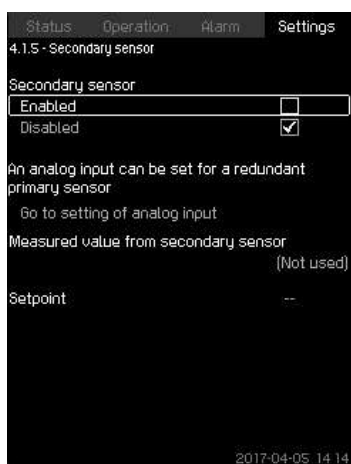 Status Operation Alarm Settings
4.1.5 - Secondary sensor
Secondary sensor
Enabled
Disabled
An analog input can be set for a redundant
primary sensor
Go to setting of analog input
Measured value from secondary sensor
(Not used)
Setpoint --
2017-04-05 14:14